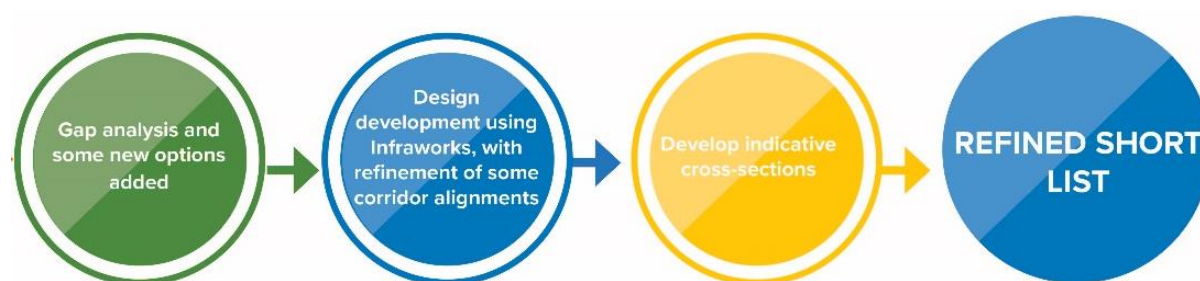 Gap analysis and
some new options
added
Design
development using
Infraworks, with
refinement of some
corridor alignments
Develop indicative
cross-sections
REFINED SHORT
LIST